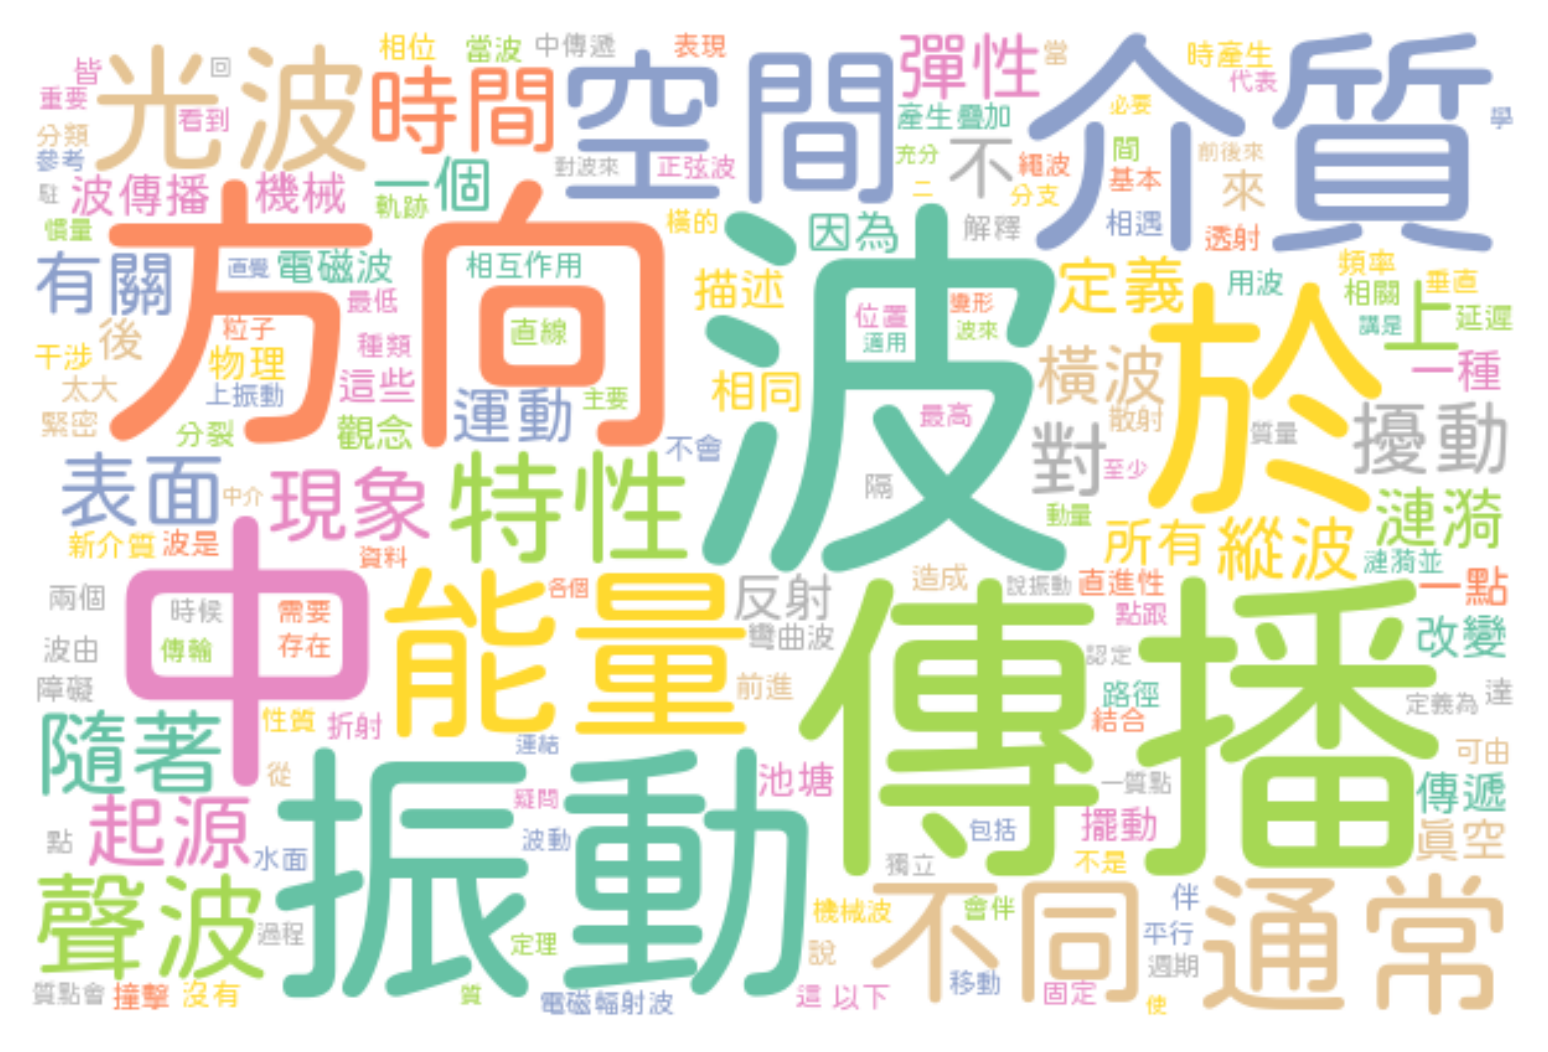 相位
當波
中傳遞
表現
彈性
當
時產生
代表
皆
回
光波
時間
空間
介質
重要
看到
產生疊加
必要
學
分類
參考
對波來
正弦波
充分
不
繩波
間
前後來
駐
波傳播
機械
一個
軌跡
二
分支
基本
來
慣量
方向
橫的
波
因為
解釋
相遇
透射
有關
直覺
電磁波
相互作用
描述
定義
用波
頻率
垂直
相關
最低
位置
變形
於
上
延遲
後
粒子
直線
適用
波來
講是
干涉
物理
種類
橫波
一種
太大
上振動
這些
運動
主要
相同
最高
散射
緊密
分裂
觀念
不會
對
質量
擾動
表面
中介
現象
特性
隔
至少
動量
漣漪
新介質
波是
資料
所有
縱波
漣漪並
兩個
時候
中
需要
能量
各個
反射
造成
說振動
直進性
一點
波由
傳輸
存在
彎曲波
傳播
點跟
改變
認定
障礙
前進
路徑
定義為
達
隨著
性質
折射
連結
結合
可由
從
振動
池塘
一質點
傳遞
起源
疑問
點
水面
波動
包括
擺動
真空
獨立
不是
聲波
過程
定理
機械波
會伴
不同
伴
通常
說
平行
週期
質點會
撞擊
沒有
質
電磁輻射波
這
以下
移動
固定
使